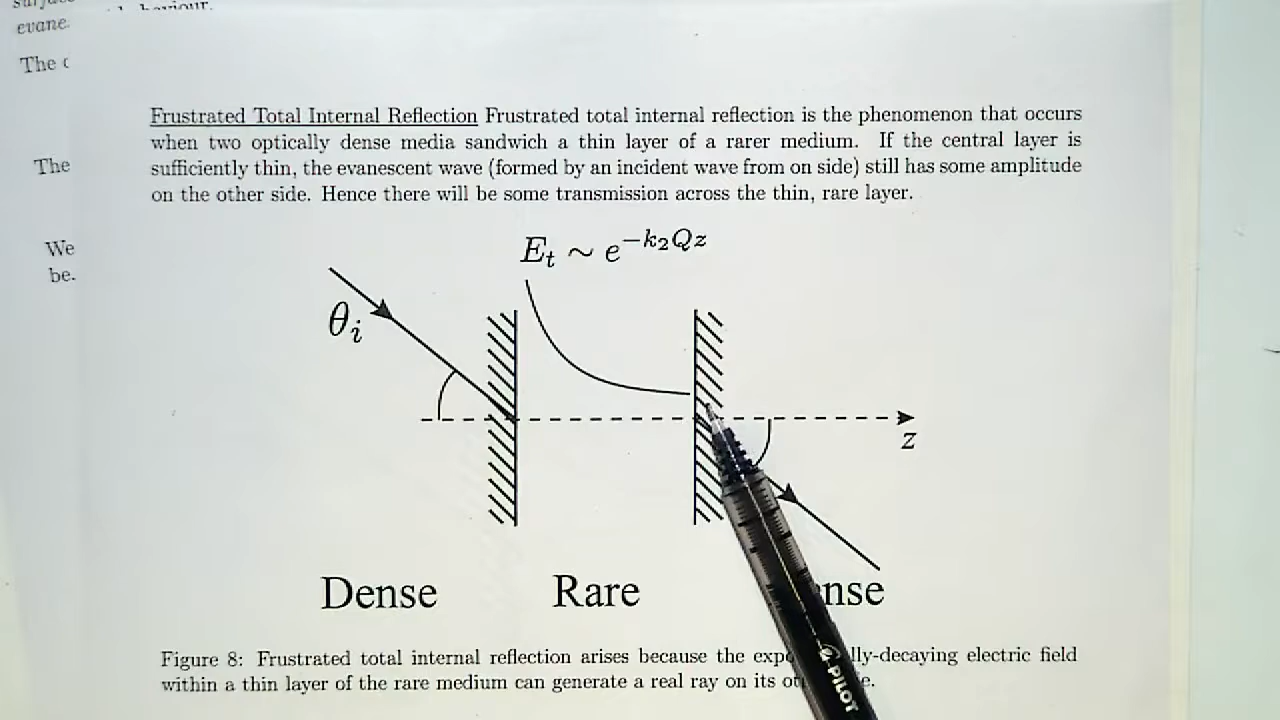 evane
The
Frustrated Total Internal Reflection Frustrated total internal reflection is the phenomenon that occurs
when two optically dense media sandwich a thin layer of a rarer medium. If the central layer is
The
sufficiently thin, the evanescent wave (formed by an incident wave from on side) still has some amplitude
on the other side. Hence there will be some transmission across the thin, rare layer.
We
be.
E_t ∼ e^{-k_2Qz}
θ_i
z
Dense Rare nse
Figure 8: Frustrated total internal reflection arises because the expo lly-decaying electric field
within a thin layer of the rare medium can generate a real ray on its ot e.
PILOT